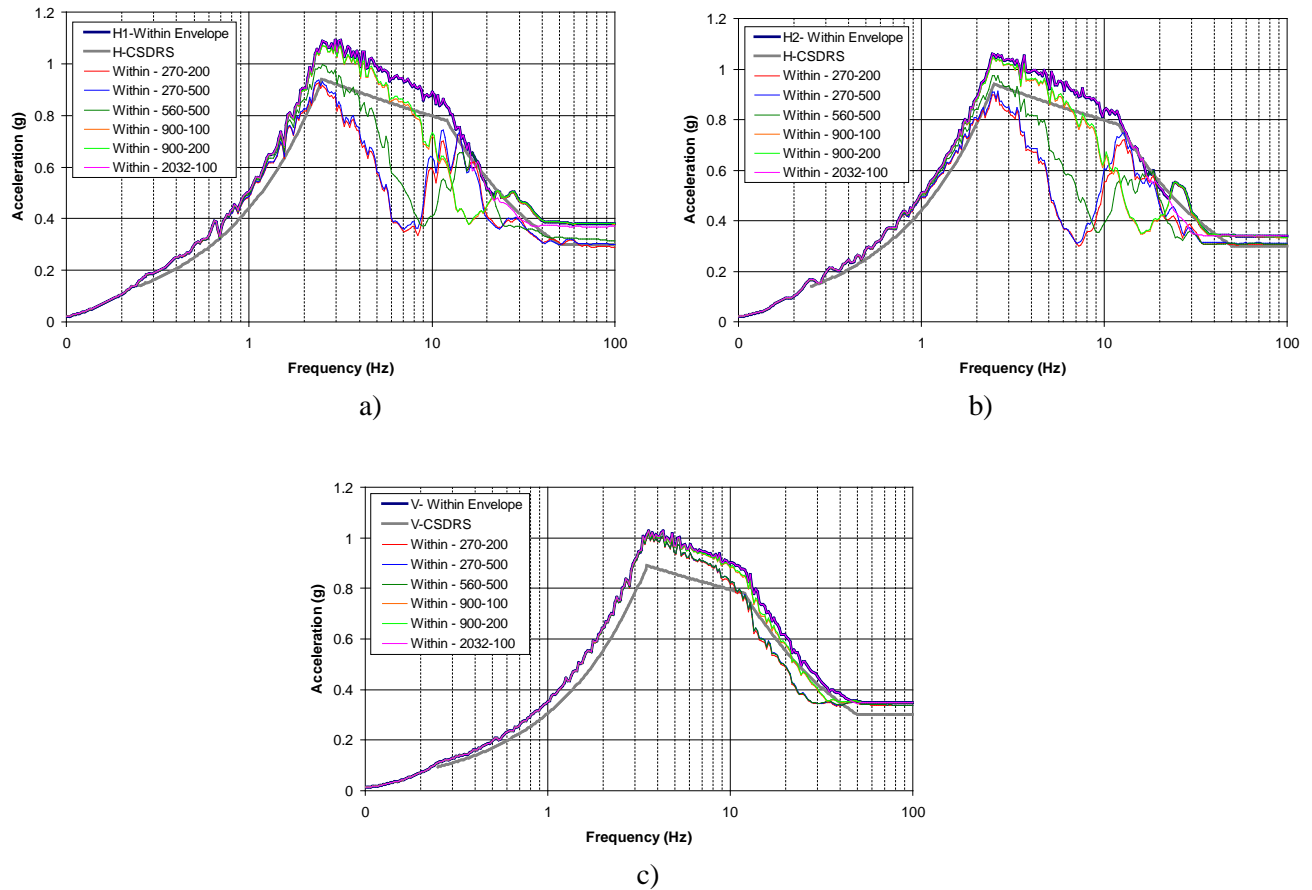 1.2
1
0.8
0.6
0.4
0.2
0
Acceleration (g)
H1-Within Envelope
H-CSDRS
Within - 270-200
Within - 270-500
Within - 560-500
Within - 900-100
Within - 900-200
Within - 2032-100
0 1 10 100
Frequency (Hz)
a)
1.2
1
0.8
0.6
0.4
0.2
0
Acceleration (g)
H2- Within Envelope
H-CSDRS
Within - 270-200
Within - 270-500
Within - 560-500
Within - 900-100
Within - 900-200
Within - 2032-100
0 1 10 100
Frequency (Hz)
b)
1.2
1
0.8
0.6
0.4
0.2
0
Acceleration (g)
V- Within Envelope
V-CSDRS
Within - 270-200
Within - 270-500
Within - 560-500
Within - 900-100
Within - 900-200
Within - 2032-100
0 1 10 100
Frequency (Hz)
c)